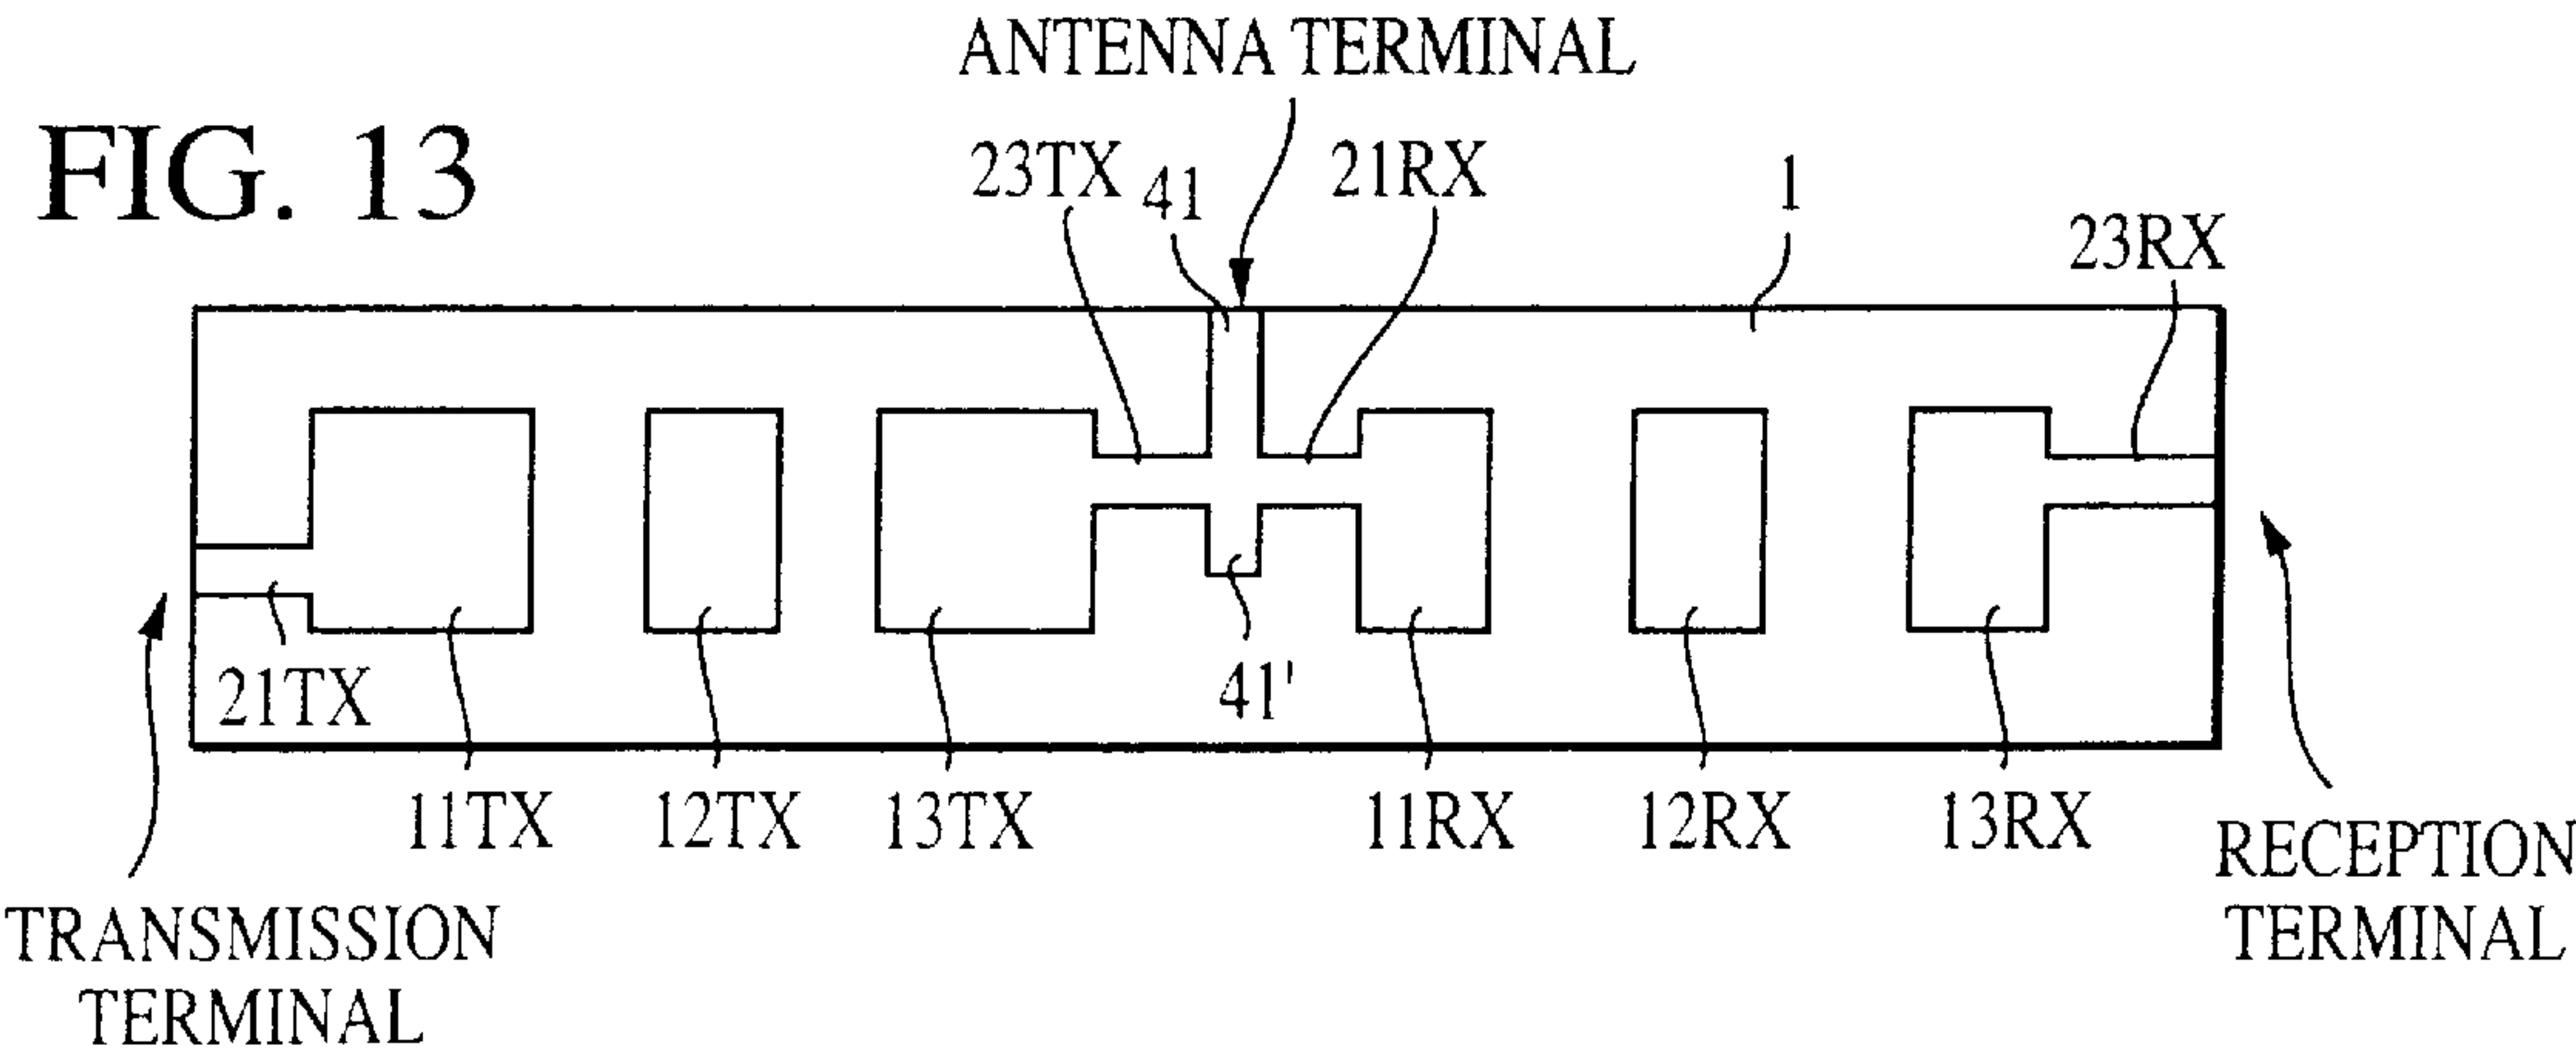 ANTENNA TERMINAL
FIG. 13
23TX
41
21RX
1
23RX
21TX
41'
11TX
12TX
13TX
11RX
12RX
13RX
TRANSMISSION
TERMINAL
RECEPTION
TERMINAL